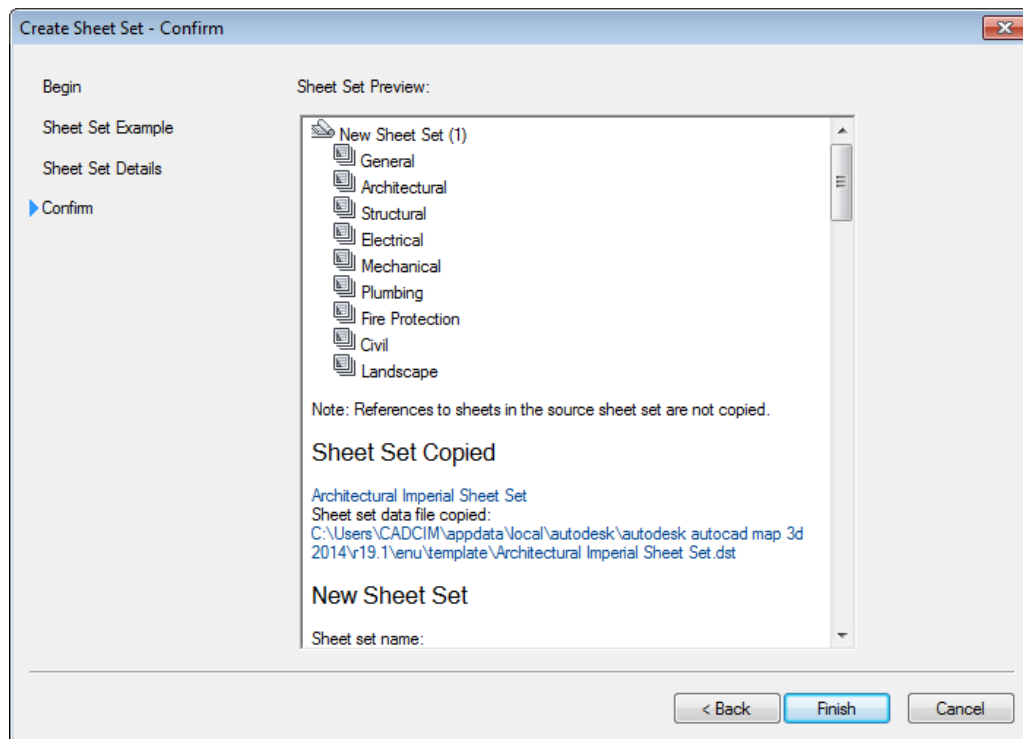 Create Sheet Set - Confirm
Begin
Sheet Set Example
Sheet Set Details
Confirm
Sheet Set Preview:
New Sheet Set (1)
General
Architectural
Structural
Electrical
Mechanical
Plumbing
Fire Protection
Civil
Landscape
Note: References to sheets in the source sheet set are not copied.
Sheet Set Copied
Architectural Imperial Sheet Set
Sheet set data file copied:
C:\Users\CADCIM\appdata\local\autodesk\autodesk autocad map 3d
2014\r19.1\enu\template\Architectural Imperial Sheet Set.dst
New Sheet Set
Sheet set name:
< Back
Finish
Cancel